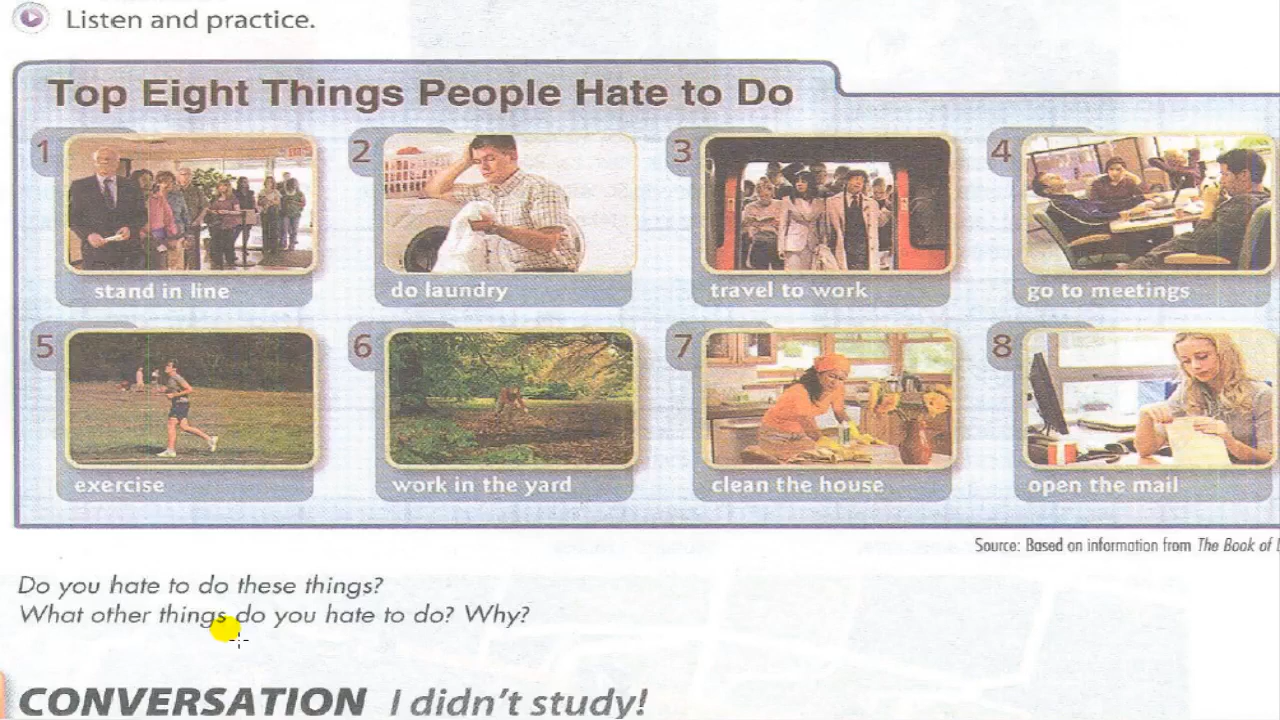 Listen and practice.
Top Eight Things People Hate to Do
1
2
3
4
stand in line
do laundry
travel to work
go to meetings
5
6
7
8
exercise
work in the yard
clean the house
open the mail
Source: Based on information from The Book of
Do you hate to do these things?
What other things do you hate to do? Why?
CONVERSATION I didn't study!